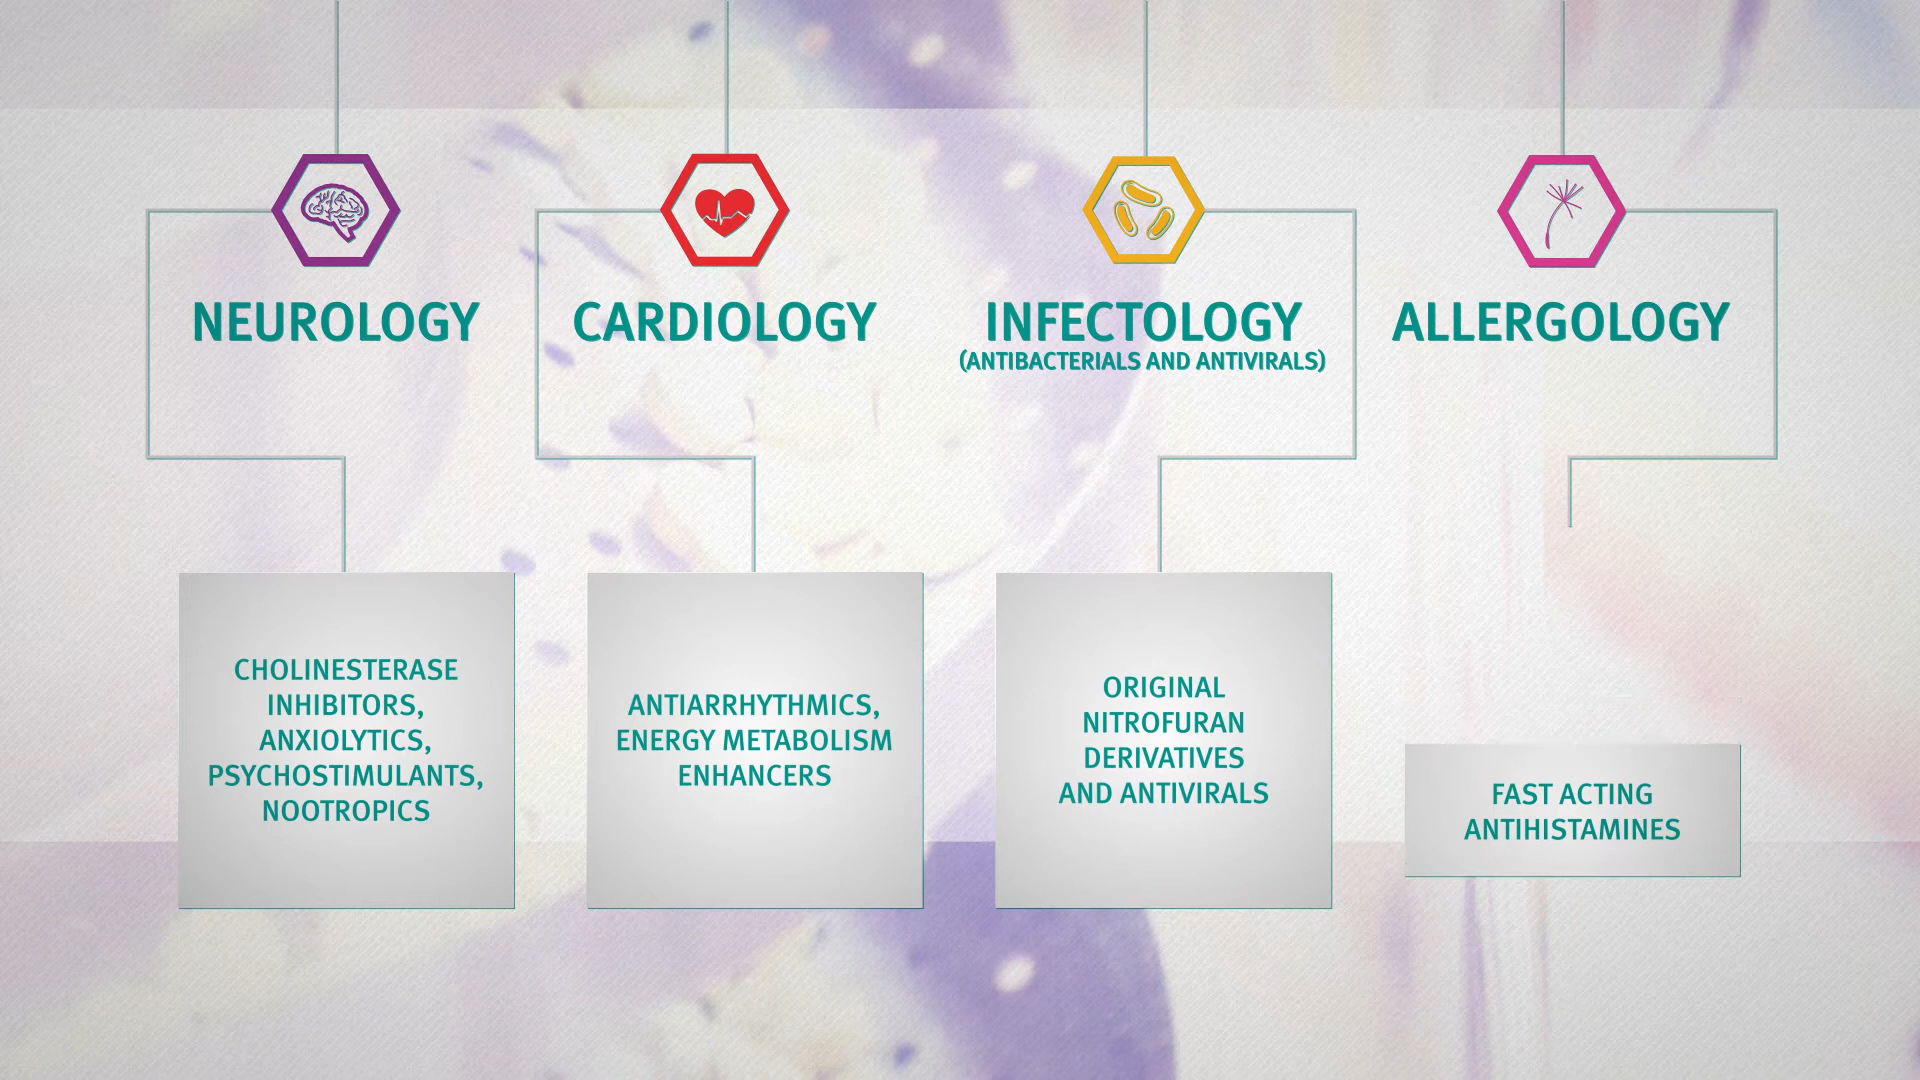 NEUROLOGY
CHOLINESTERASE
INHIBITORS,
ANXIOLYTICS,
PSYCHOSTIMULANTS,
NOOTROPICS
CARDIOLOGY
ANTIARRHYTHMICS,
ENERGY METABOLISM
ENHANCERS
INFECTOLOGY
(ANTIBACTERIALS AND ANTIVIRALS)
ORIGINAL
NITROFURAN
DERIVATIVES
AND ANTIVIRALS
ALLERGOLOGY
FAST ACTING
ANTIHISTAMINES